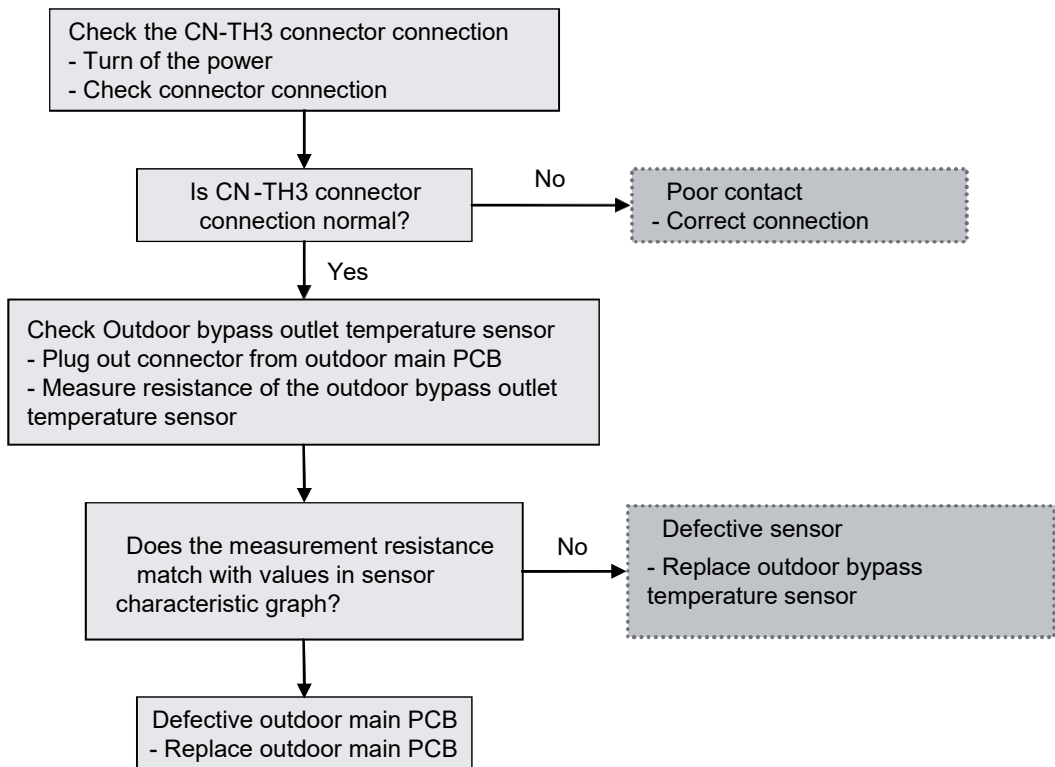 Check the CN-TH3 connector connection
- Turn of the power
- Check connector connection
Is CN-TH3 connector
connection normal?
No
Poor contact
- Correct connection
Yes
Check Outdoor bypass outlet temperature sensor
- Plug out connector from outdoor main PCB
- Measure resistance of the outdoor bypass outlet
temperature sensor
Does the measurement resistance
match with values in sensor
characteristic graph?
No
Defective sensor
- Replace outdoor bypass
temperature sensor
Defective outdoor main PCB
- Replace outdoor main PCB